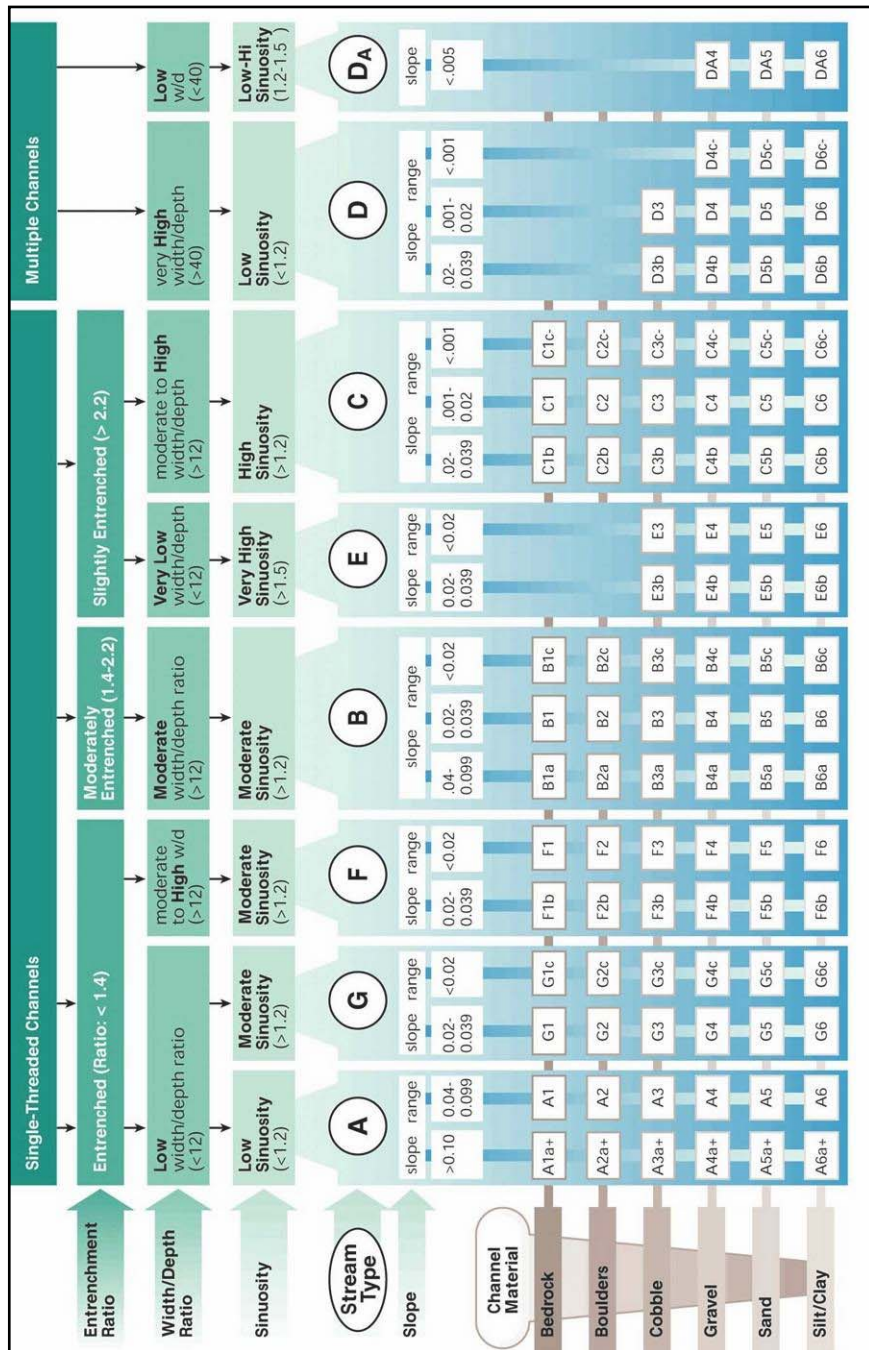 Single-Threaded Channels
Multiple Channels
Entrenchment
Ratio
Entrenched (Ratio: < 1.4)
Moderately
Entrenched (1.4-2.2)
Slightly Entrenched (> 2.2)
Width/Depth
Ratio
Low
width/depth ratio
(<12)
moderate
to High w/d
(>12)
Moderate
width/depth ratio
(>12)
Very Low
width/depth
(<12)
moderate to High
width/depth
(>12)
very High
width/depth
(>40)
Low
w/d
(<40)
Sinuosity
Low
Sinuosity
(<1.2)
Moderate
Sinuosity
(>1.2)
Moderate
Sinuosity
(>1.2)
Moderate
Sinuosity
(>1.2)
Very High
Sinuosity
(>1.5)
High
Sinuosity
(>1.2)
Low
Sinuosity
(<1.2)
Low-Hi
Sinuosity
(1.2-1.5)
Stream
Type
A
G
F
B
E
C
D
DA
Slope
slope range
slope range
slope range
slope range
slope range
slope range
slope range
slope
>0.10
0.04-
0.099
0.02-
0.039
<0.02
0.02-
0.039
<0.02
.04-
0.099
0.02-
0.039
<0.02
0.02-
0.039
<0.02
.02-
0.039
.001-
0.02
<.001
.02-
0.039
.001-
0.02
<.001
<.005
Channel
Material
Bedrock A1a+ A1 G1 G1c F1b F1 B1a B1 B1c C1b C1 C1c-
Boulders A2a+ A2 G2 G2c F2b F2 B2a B2 B2c C2b C2 C2c-
Cobble A3a+ A3 G3 G3c F3b F3 B3a B3 B3c E3b E3 C3b C3 C3c- D3b D3
Gravel A4a+ A4 G4 G4c F4b F4 B4a B4 B4c E4b E4 C4b C4 C4c- D4b D4 D4c- DA4
Sand A5a+ A5 G5 G5c F5b F5 B5a B5 B5c E5b E5 C5b C5 C5c- D5b D5 D5c- DA5
Silt/Clay A6a+ A6 G6 G6c F6b F6 B6a B6 B6c E6b E6 C6b C6 C6c- D6b D6 D6c- DA6